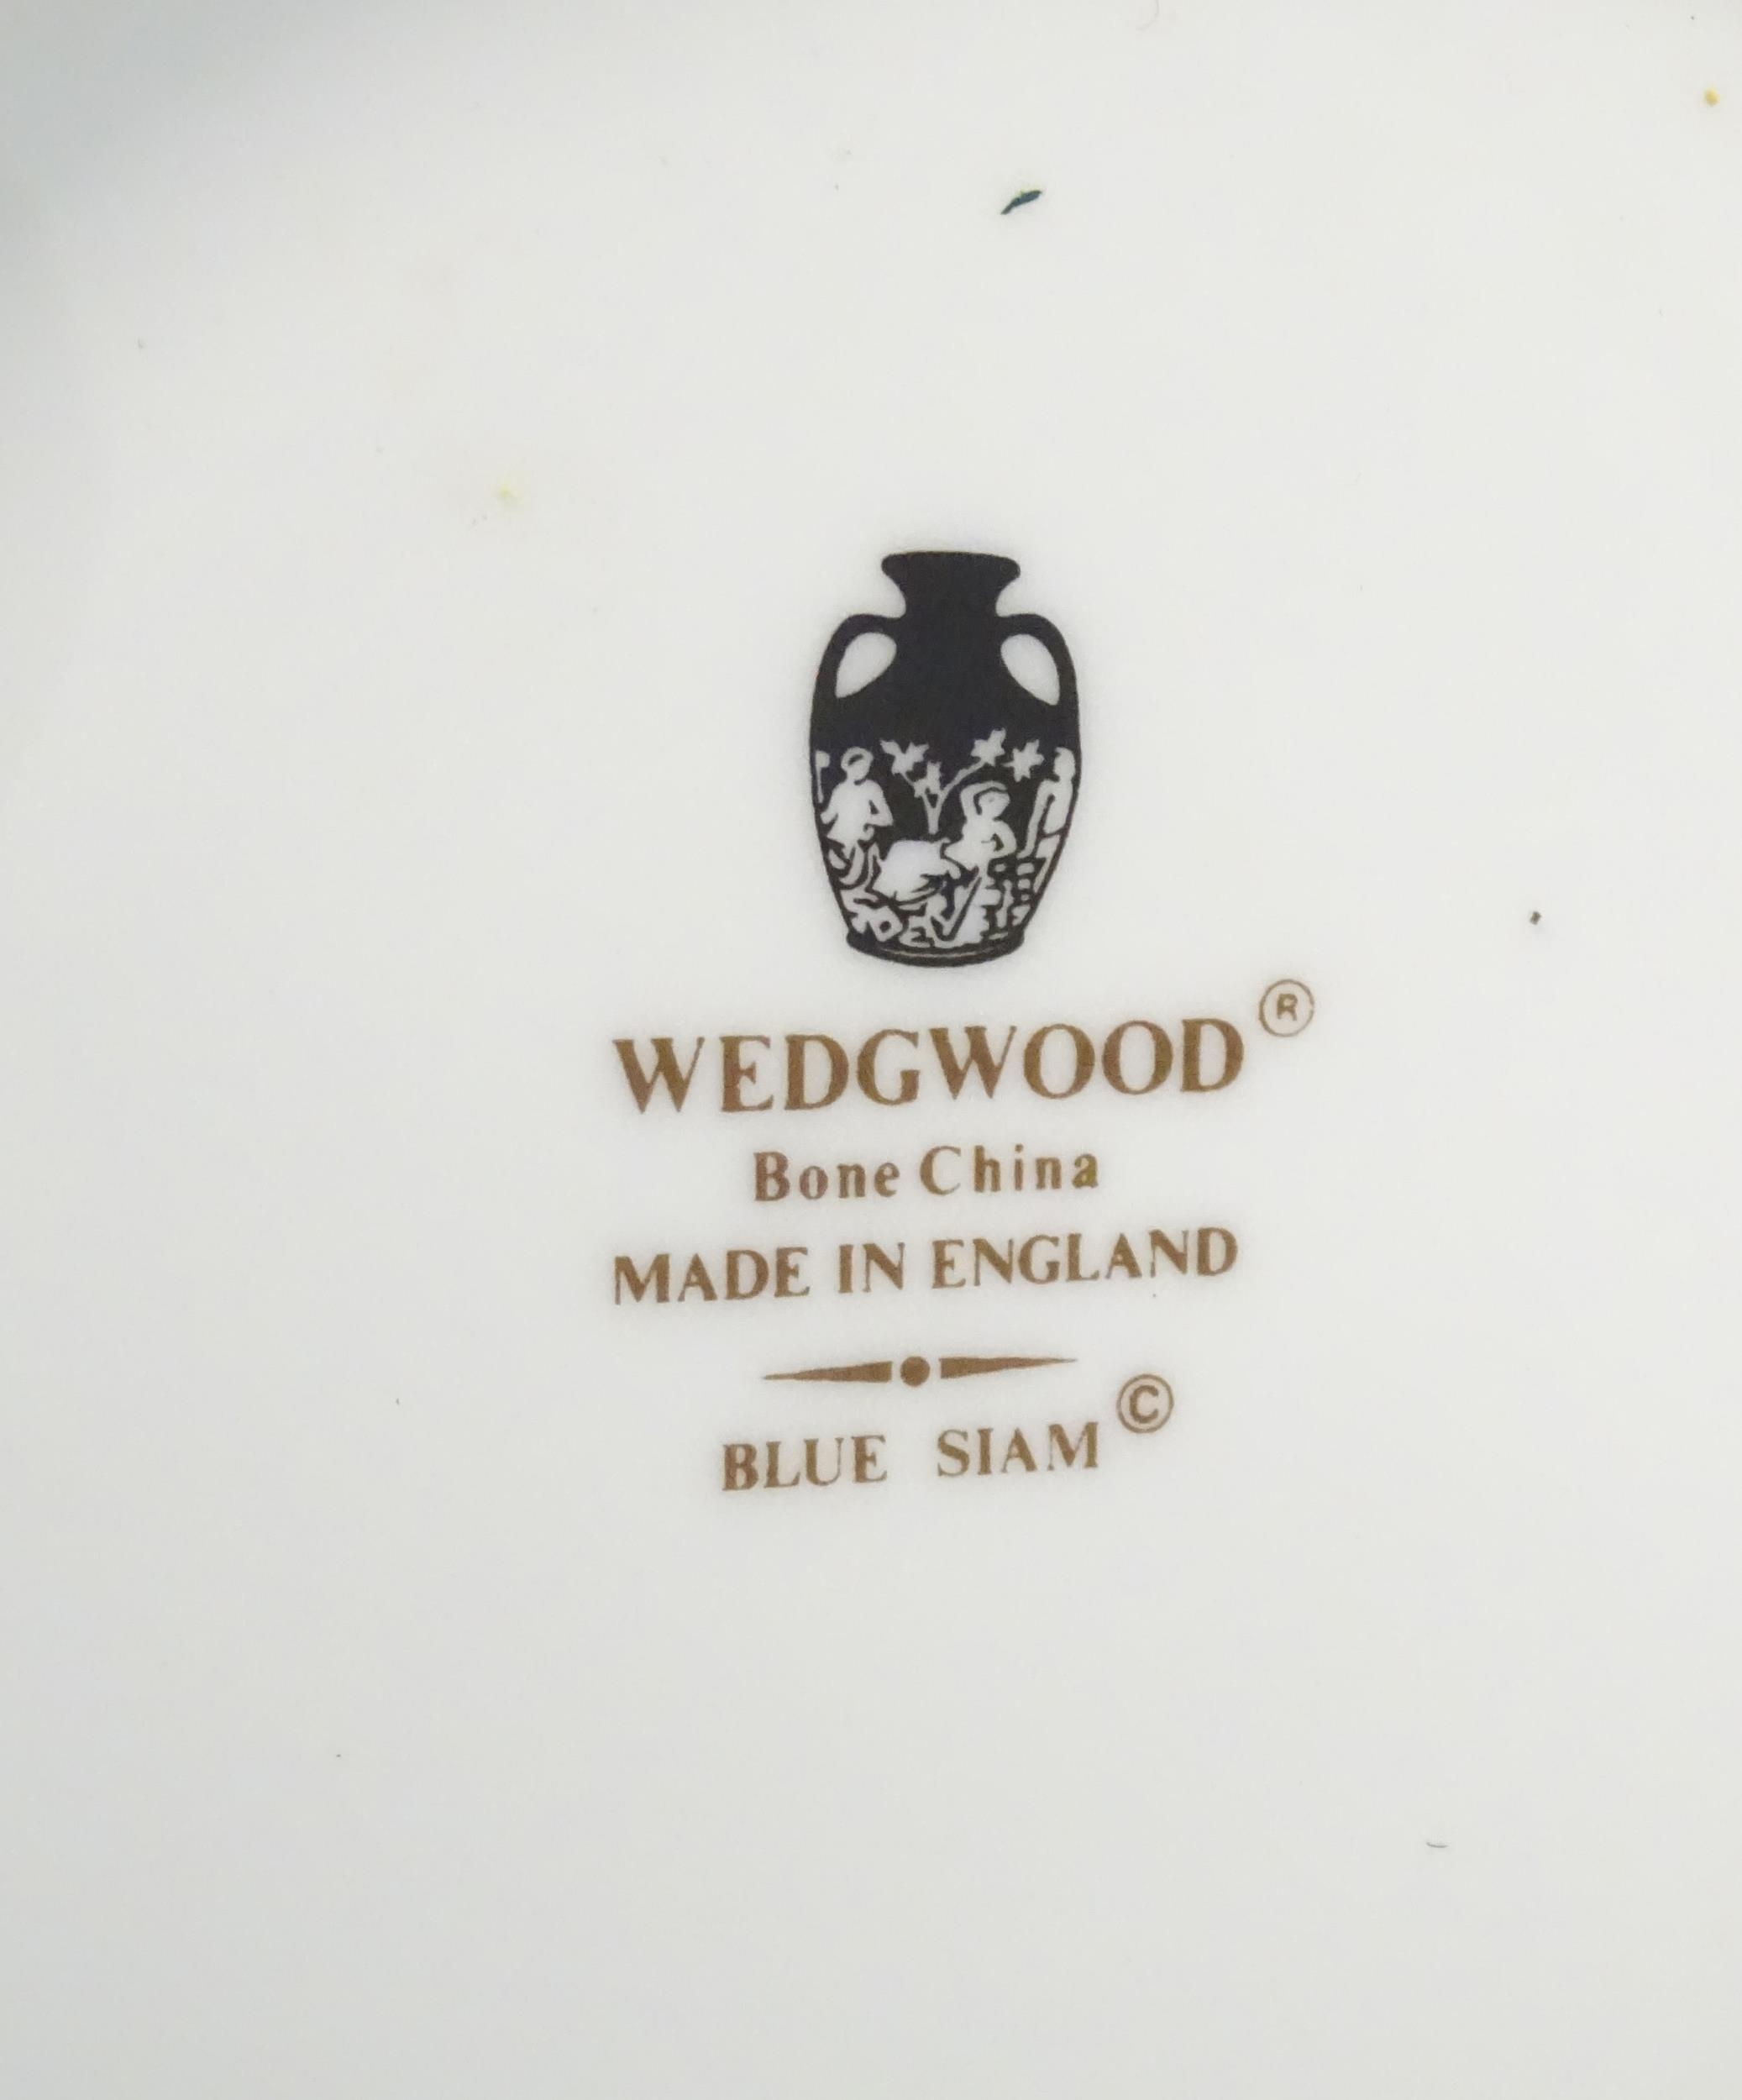 WEDGWOOD®
Bone China
MADE IN ENGLAND
BLUE SIAM©